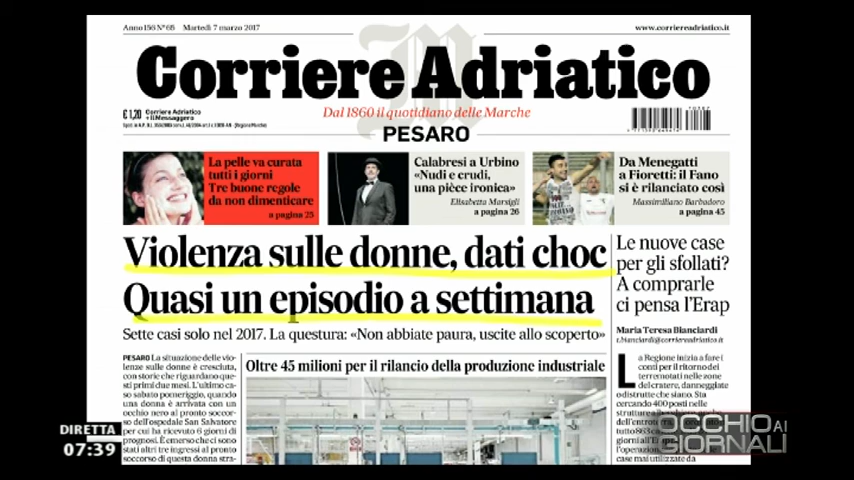 Anno 156 N° 65 Martedì 7 marzo 2017
www.corriereadriatico.it
Corriere Adriatico
€ 1,20 Corriere Adriatico
+ Il Messaggero
Dal 1860 il quotidiano delle Marche
PESARO
La pelle va curata
tutti i giorni
Tre buone regole
da non dimenticare
a pagina 25
Calabresi a Urbino
«Nudi e crudi,
una pièce ironica»
Elisabetta Marsigli
a pagina 26
Da Menegatti
a Fioretti: il Fano
si è rilanciato così
Massimiliano Barbadoro
a pagina 45
Violenza sulle donne, dati choc
Quasi un episodio a settimana
Sette casi solo nel 2017. La questura: «Non abbiate paura, uscite allo scoperto»
Le nuove case
per gli sfollati?
A comprarle
ci pensa l'Erap
Maria Teresa Bianciardi
t.bianciardi@corriereadriatico.it
La Regione inizia a fare i
conti per il ritorno dei
terremotati nelle zone
del cratere, danneggiate
o distrutte che siano. Sta
cercando 400 posti nelle
strutture
PESARO La situazione delle vio-
lenze sulle donne è cresciuta,
con storie che riguardano que-
sti primi due mesi. L'ultimo ca-
so sabato pomeriggio, quando
una donna è arrivata con un
occhio nero al pronto soccor-
so dell'ospedale San Salvatore
per cui ha ricevuto 6 giorni di
prognosi. È emerso che ci sono
stati altri tre ingressi al pronto
soccorso di questa donna stra-
Oltre 45 milioni per il rilancio della produzione industriale
DIRETTA
07:39
OCCHIO AI
GIORNALI